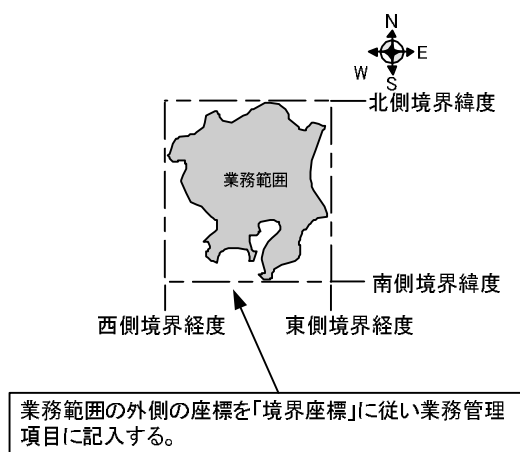 N
W
E
S
北側境界緯度
業務範囲
南側境界緯度
西側境界経度
東側境界経度
業務範囲の外側の座標を「境界座標」に従い業務管理
項目に記入する。